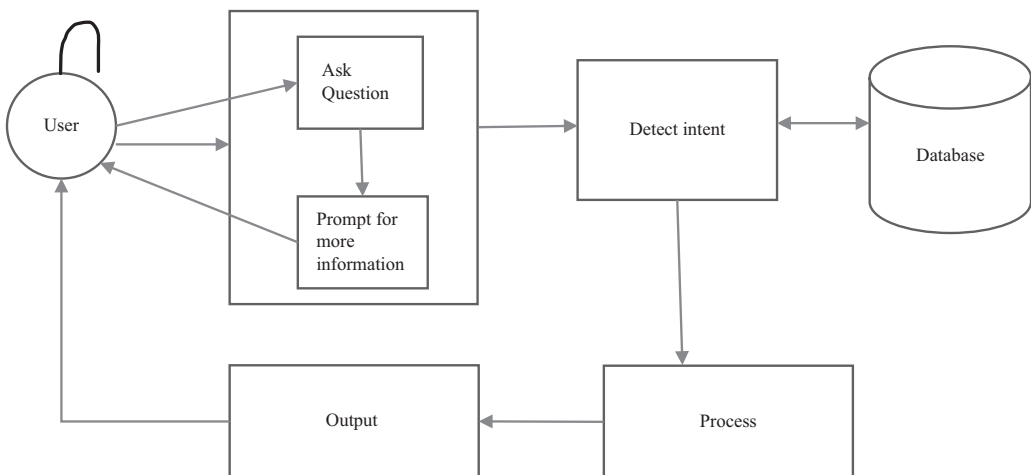 User
Ask
Question
Prompt for
more
information
Detect intent
Database
Output
Process